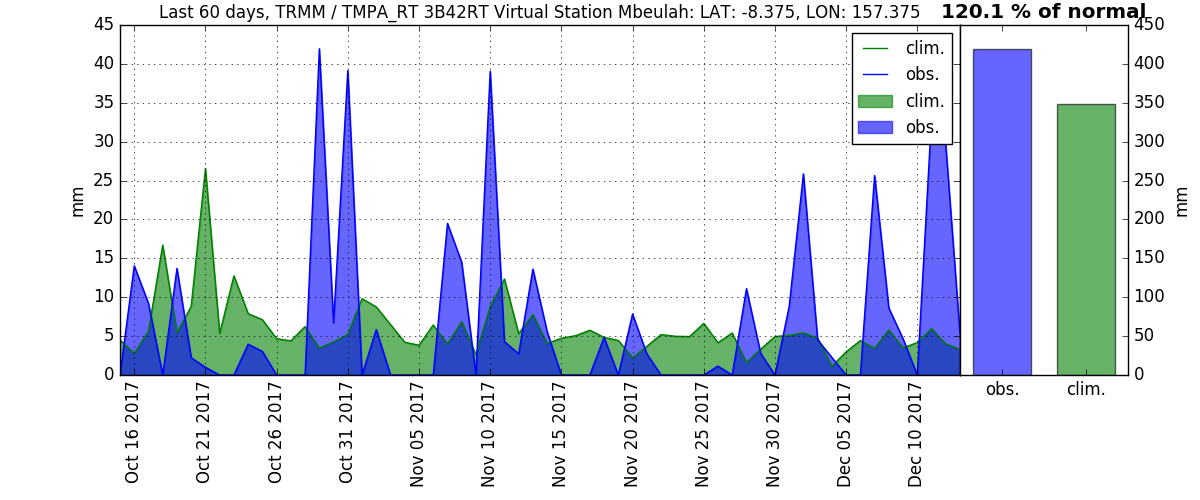 Last 60 days, TRMM / TMPA_RT 3B42RT Virtual Station Mbeulah: LAT: -8.375, LON: 157.375
120.1 % of normal
mm
45
40
35
30
25
20
15
10
5
0
clim.
obs.
clim.
obs.
Oct 16 2017
Oct 21 2017
Oct 26 2017
Oct 31 2017
Nov 05 2017
Nov 10 2017
Nov 15 2017
Nov 20 2017
Nov 25 2017
Nov 30 2017
Dec 05 2017
Dec 10 2017
450
400
350
300
250
200
150
100
50
0
mm
obs.
clim.